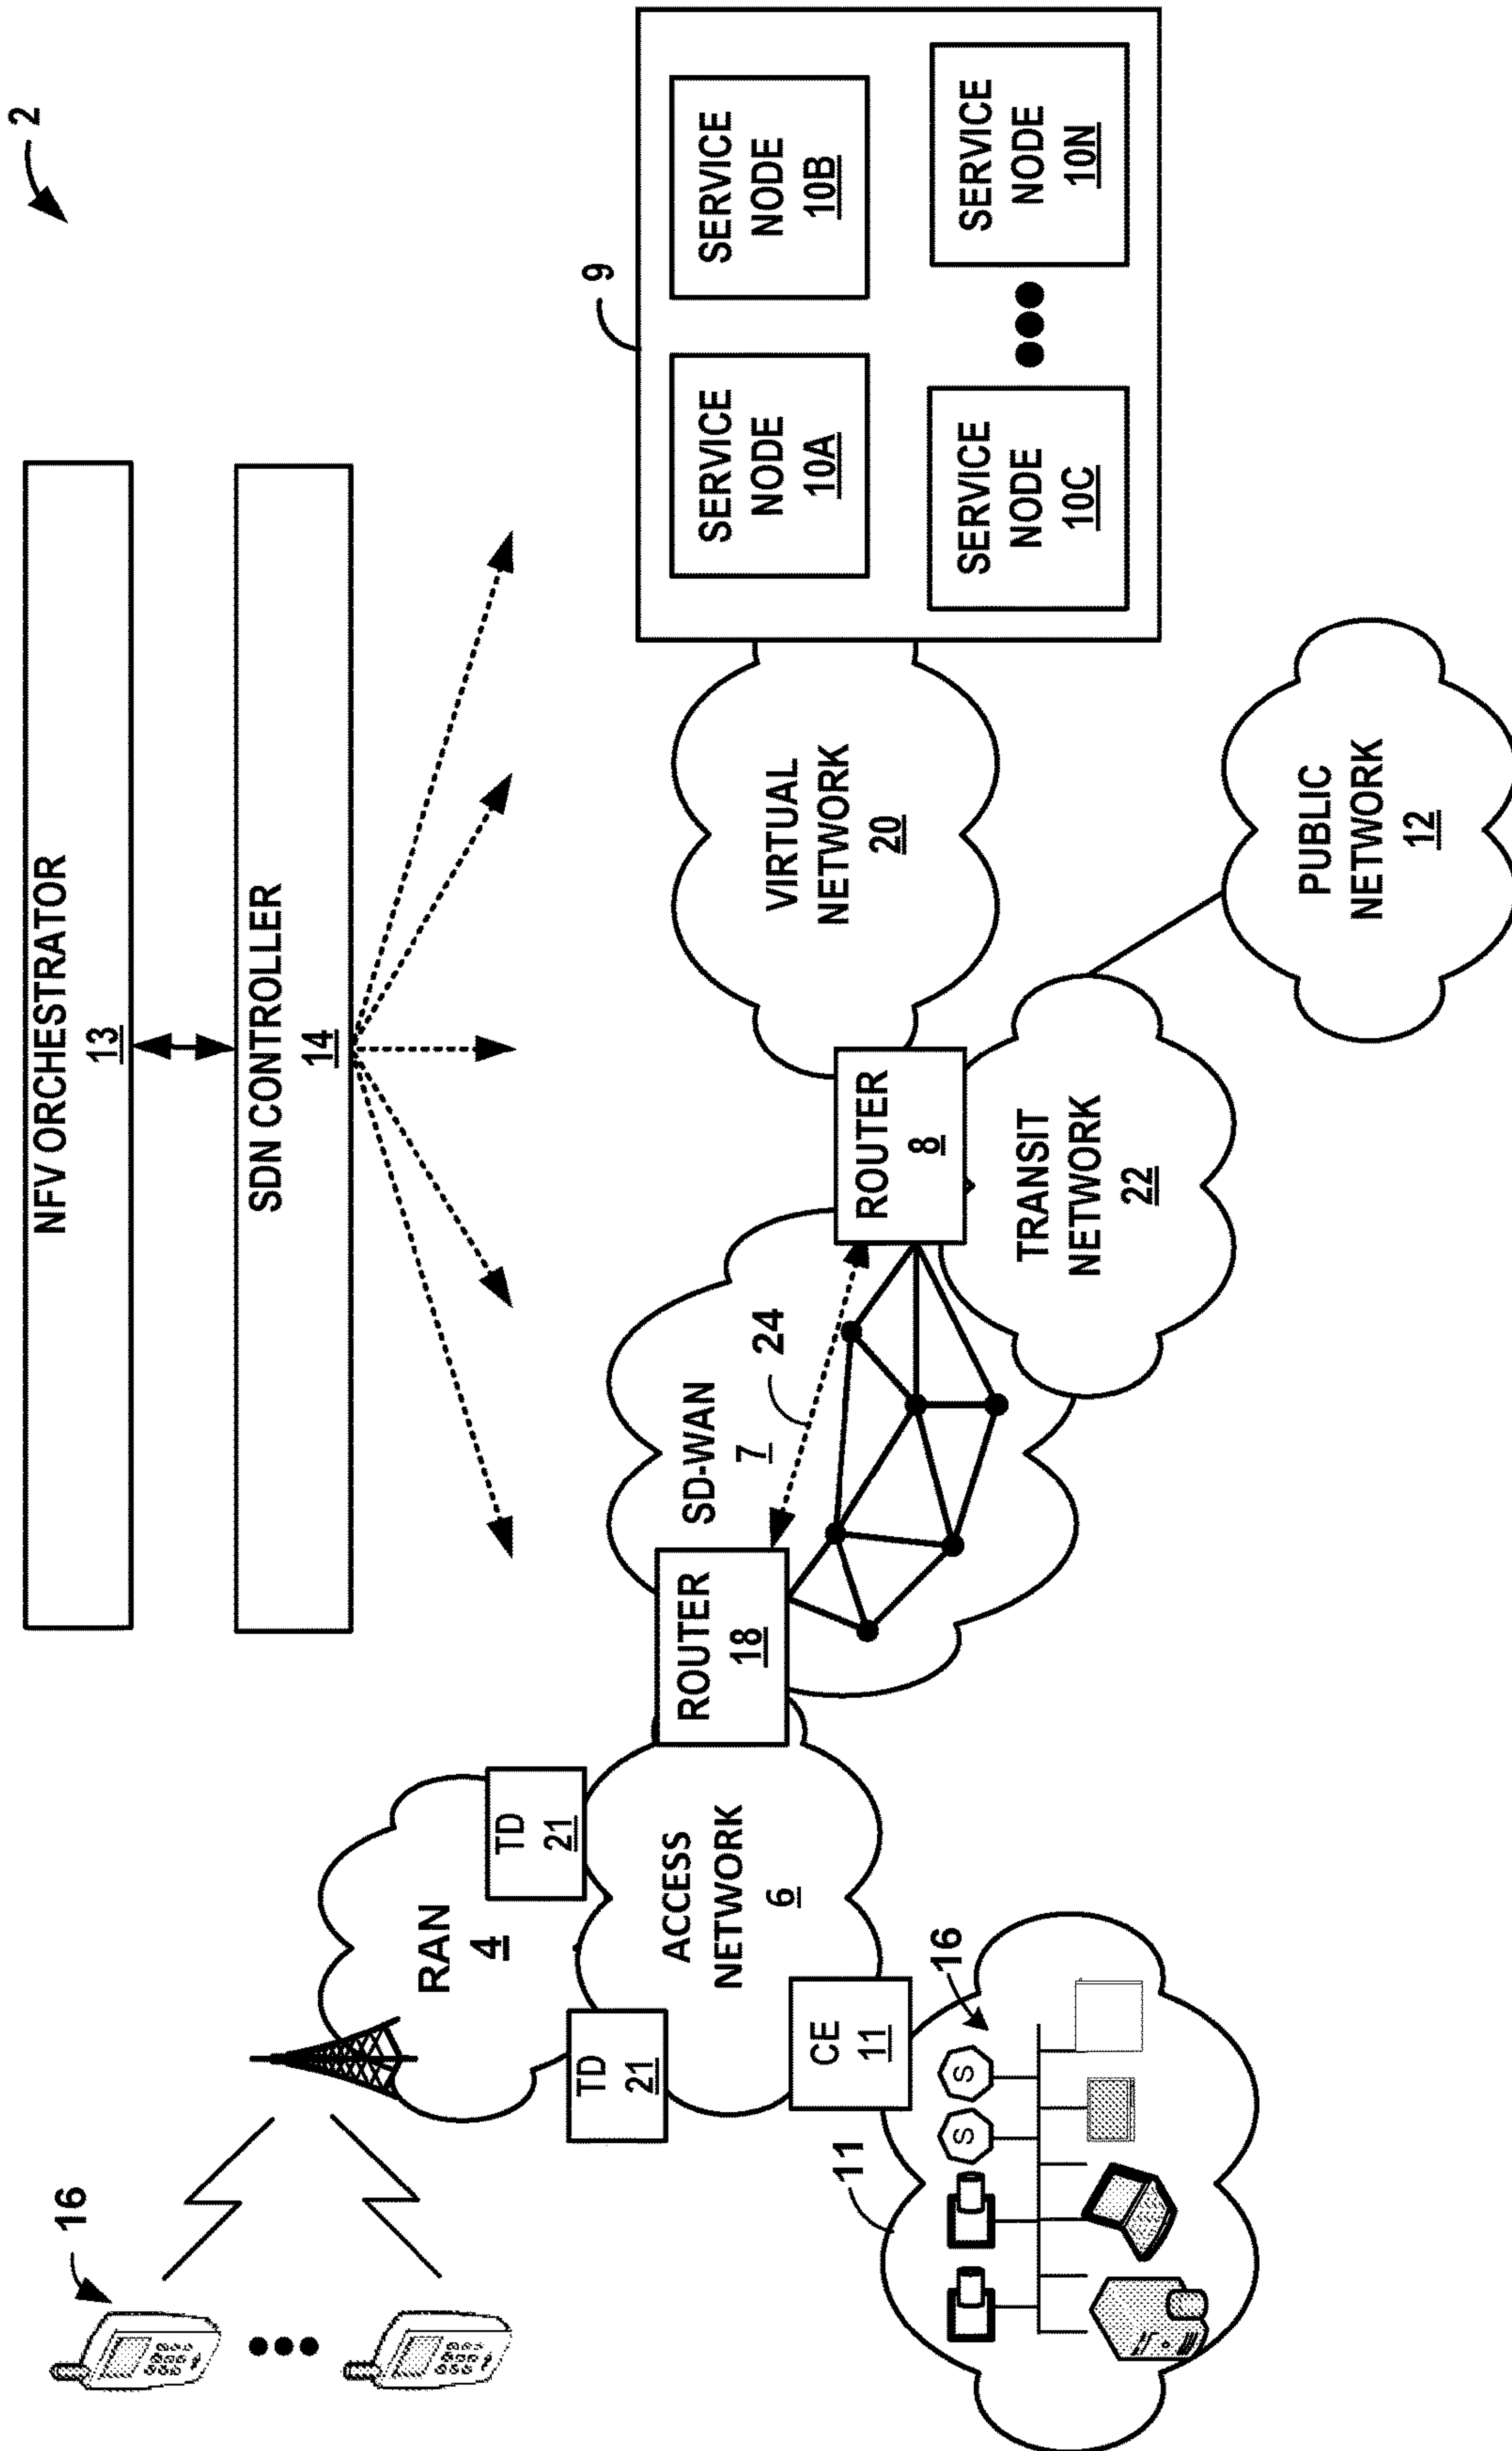 2
NFV ORCHESTRATOR
13
SDN CONTROLLER
14
16
RAN
4
TD
21
TD
21
ACCESS
NETWORK
6
CE
11
11
16
S
S
ROUTER
18
SD-WAN
7
24
ROUTER
8
TRANSIT
NETWORK
22
VIRTUAL
NETWORK
20
PUBLIC
NETWORK
12
9
SERVICE
NODE
10A
SERVICE
NODE
10B
SERVICE
NODE
10C
SERVICE
NODE
10N